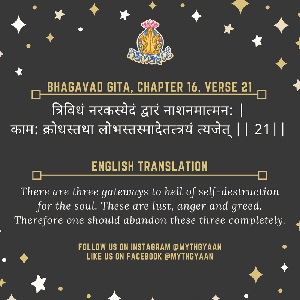 BHAGAVAD GITA, CHAPTER 16, VERSE 21
त्रिविधं नरकस्येदं द्वारं नाशनमात्मन: |
काम: क्रोधस्तथा लोभस्तस्मादेतत्त्रयं त्यजेत् || 21||
ENGLISH TRANSLATION
There are three gateways to hell of self-destruction
for the soul. These are lust, anger and greed.
Therefore one should abandon these three completely.
FOLLOW US ON INSTAGRAM @MYTHGYAAN
LIKE US ON FACEBOOK @MYTHGYAAN